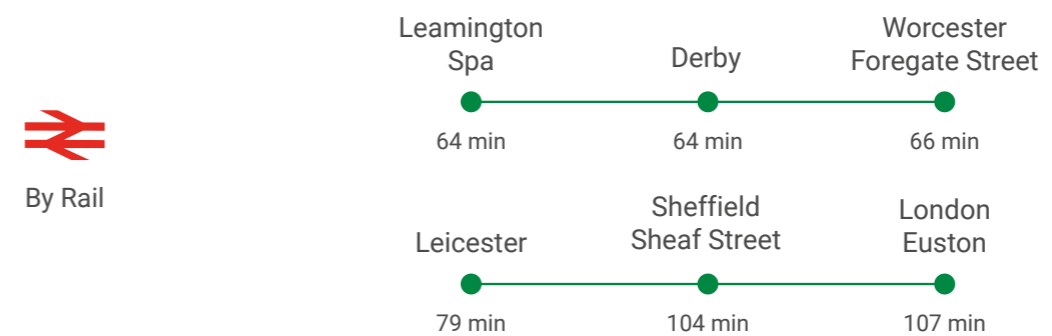 Leamington
Spa
Derby
Worcester
Foregate Street
64 min
64 min
66 min
By Rail
Leicester
Sheffield
Sheaf Street
London
Euston
79 min
104 min
107 min